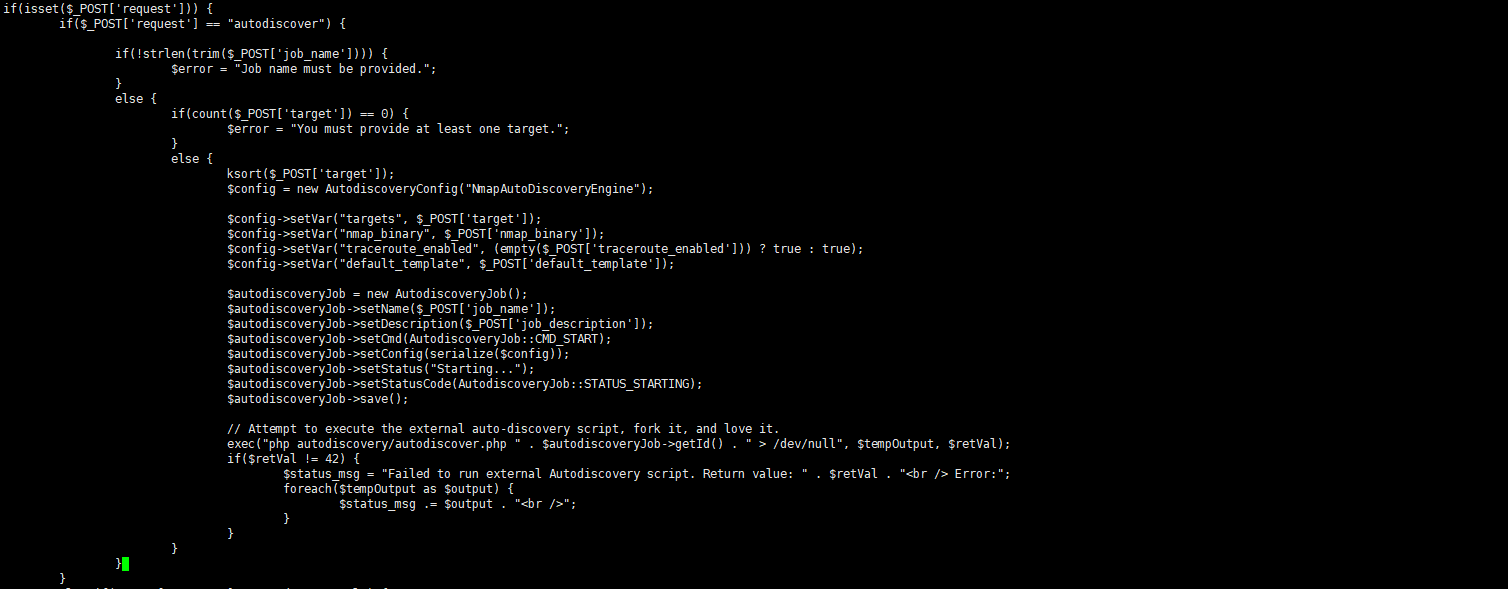 if(isset($_POST['request'])) {
if($_POST['request'] == "autodiscover") {
if(!strlen(trim($_POST['job_name']))) {
$error = "Job name must be provided.";
}
else {
if(count($_POST['target']) == 0) {
$error = "You must provide at least one target.";
}
else {
ksort($_POST['target']);
$config = new AutodiscoveryConfig("NmapAutoDiscoveryEngine");
$config->setVar("targets", $_POST['target']);
$config->setVar("nmap_binary", $_POST['nmap_binary']);
$config->setVar("traceroute_enabled", (empty($_POST['traceroute_enabled'])) ? true : true);
$config->setVar("default_template", $_POST['default_template']);
$autodiscoveryJob = new AutodiscoveryJob();
$autodiscoveryJob->setName($_POST['job_name']);
$autodiscoveryJob->setDescription($_POST['job_description']);
$autodiscoveryJob->setCmd(AutodiscoveryJob::CMD_START);
$autodiscoveryJob->setConfig(serialize($config));
$autodiscoveryJob->setStatus("Starting...");
$autodiscoveryJob->setStatusCode(AutodiscoveryJob::STATUS_STARTING);
$autodiscoveryJob->save();
// Attempt to execute the external auto-discovery script, fork it, and love it.
exec("php autodiscovery/autodiscover.php " . $autodiscoveryJob->getId() . " > /dev/null", $tempOutput, $retVal);
if($retVal != 42) {
$status_msg = "Failed to run external Autodiscovery script. Return value: " . $retVal . "<br /> Error:";
foreach($tempOutput as $output) {
$status_msg .= $output . "<br />";
}
}
}
}
}